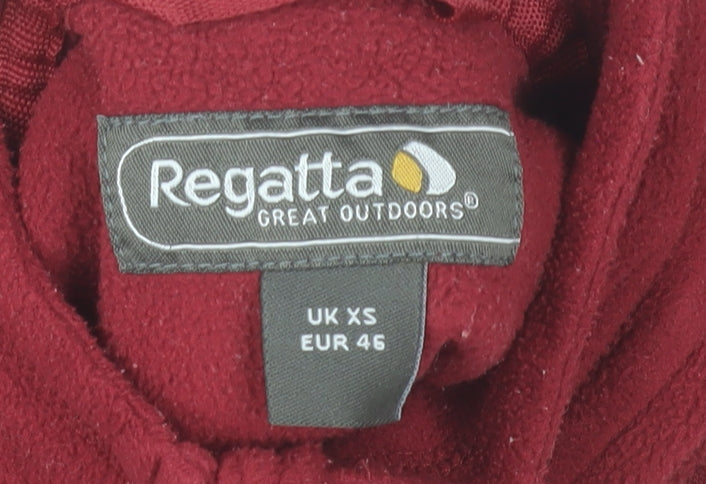 Regatta
GREAT OUTDOORS®
UK XS
EUR 46